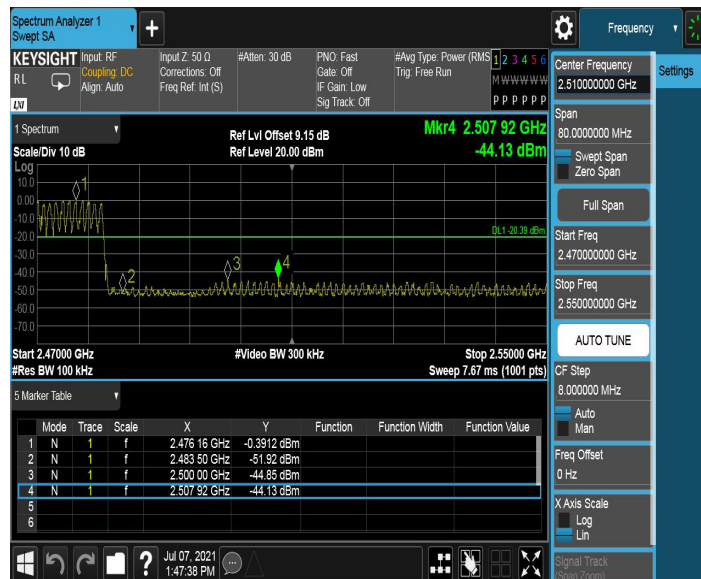 Spectrum Analyzer 1
Swept SA
+
Frequency
KEYSIGHT
RL
LXI
Input: RF
Coupling: DC
Align: Auto
Input Z: 50 Ω
Corrections: Off
Freq Ref: Int (S)
#Atten: 30 dB
PNO: Fast
Gate: Off
IF Gain: Low
Sig Track: Off
#Avg Type: Power (RMS
Trig: Free Run
1 2 3 4 5 6
M W W W W W
P P P P P P
Center Frequency
2.510000000 GHz
Settings
1 Spectrum
Scale/Div 10 dB
Ref Lvl Offset 9.15 dB
Ref Level 20.00 dBm
Mkr4 2.507 92 GHz
-44.13 dBm
Span
80.0000000 MHz
Swept Span
Zero Span
Full Span
Log
10.0
0.00
-10.0
-20.0
-30.0
-40.0
-50.0
-60.0
-70.0
1
2
3
4
DL1 -20.39 dBm
Start Freq
2.470000000 GHz
Stop Freq
2.550000000 GHz
AUTO TUNE
Start 2.47000 GHz
#Res BW 100 kHz
#Video BW 300 kHz
Stop 2.55000 GHz
Sweep 7.67 ms (1001 pts)
CF Step
8.000000 MHz
Auto
Man
Freq Offset
0 Hz
X Axis Scale
Log
Lin
Signal Track
(Span Zoom)
5 Marker Table
Mode Trace Scale X Y Function Function Width Function Value
1 N 1 f 2.476 16 GHz -0.3912 dBm
2 N 1 f 2.483 50 GHz -51.92 dBm
3 N 1 f 2.500 00 GHz -44.85 dBm
4 N 1 f 2.507 92 GHz -44.13 dBm
5
6
?
Jul 07, 2021
1:47:38 PM